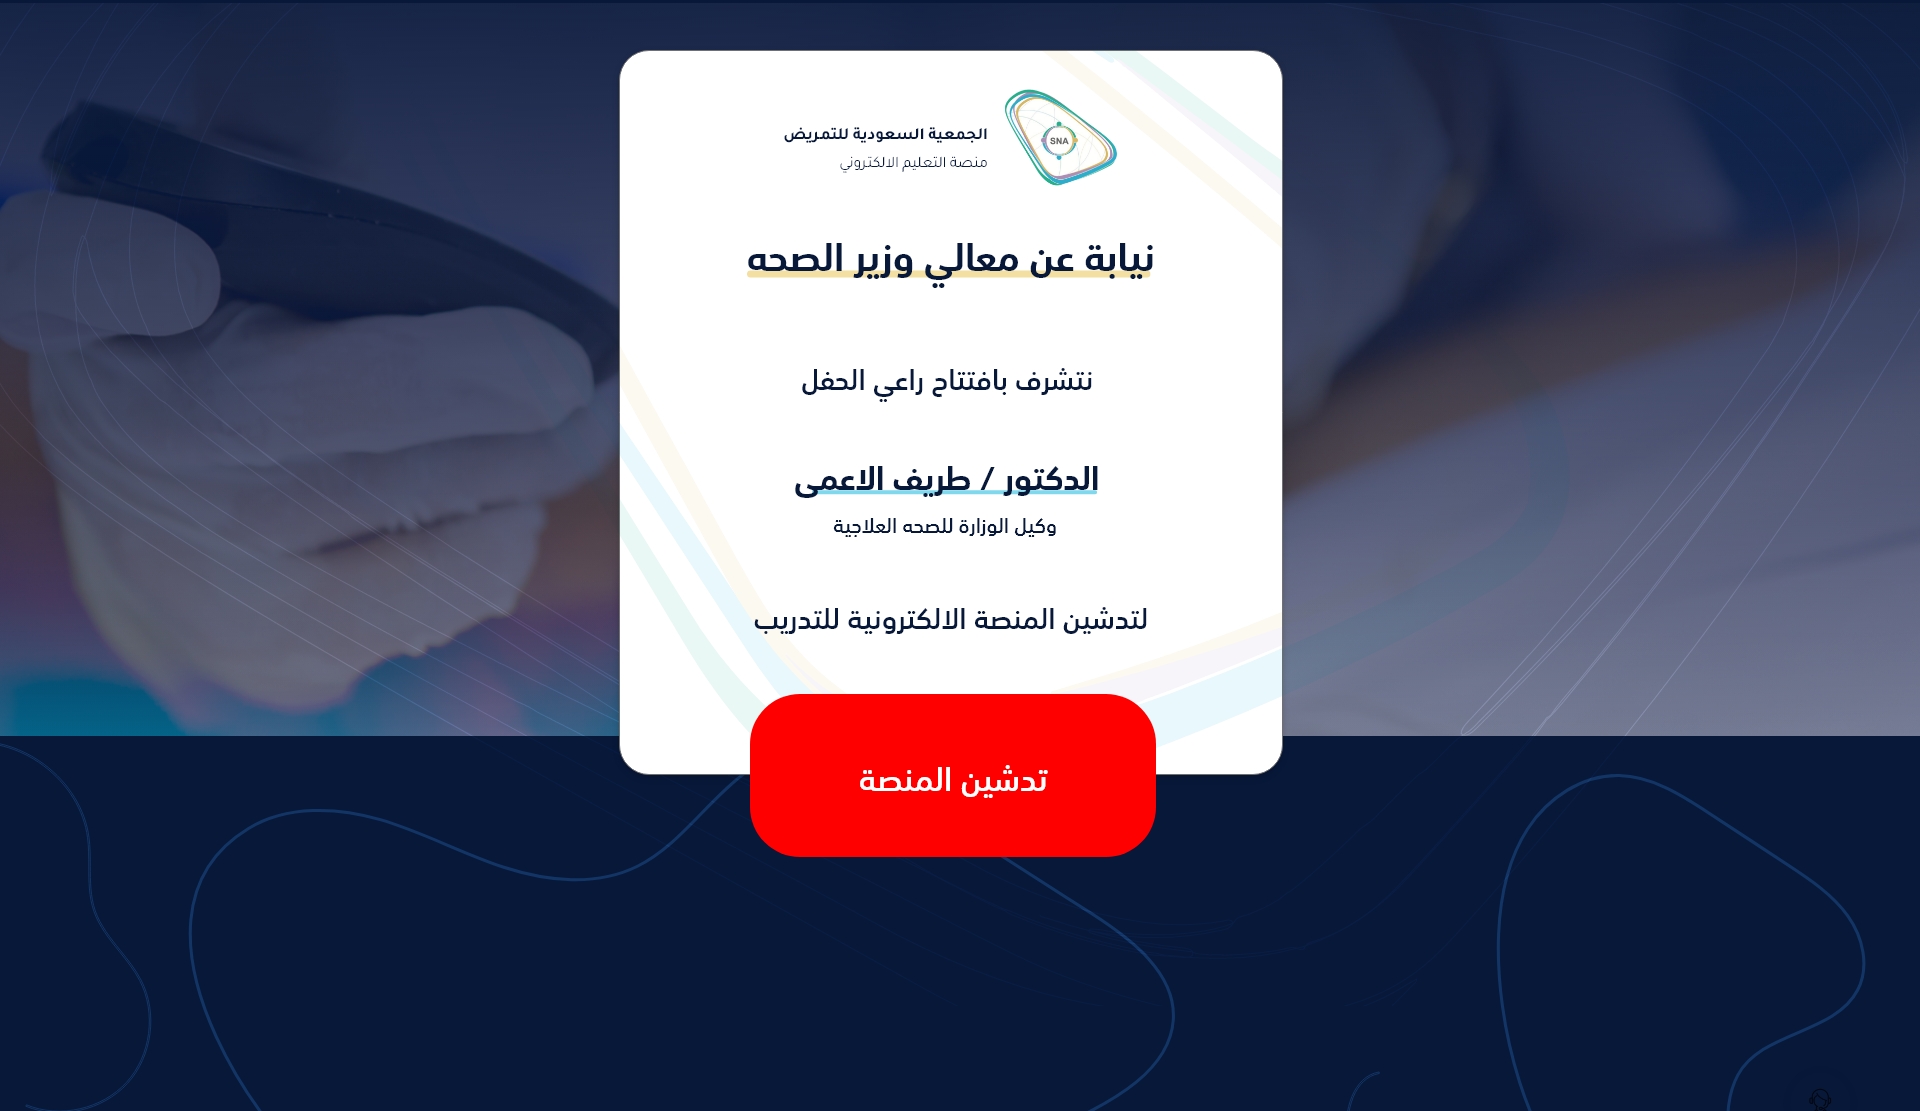 الجمعية السعودية للتمريض
منصة التعليم الالكتروني
SNA
نيابة عن معالي وزير الصحه
نتشرف بافتتاح راعي الحفل
الدكتور / طريف الاعمى
وكيل الوزارة للصحه العلاجية
لتدشين المنصة الالكترونية للتدريب
تدشين المنصة